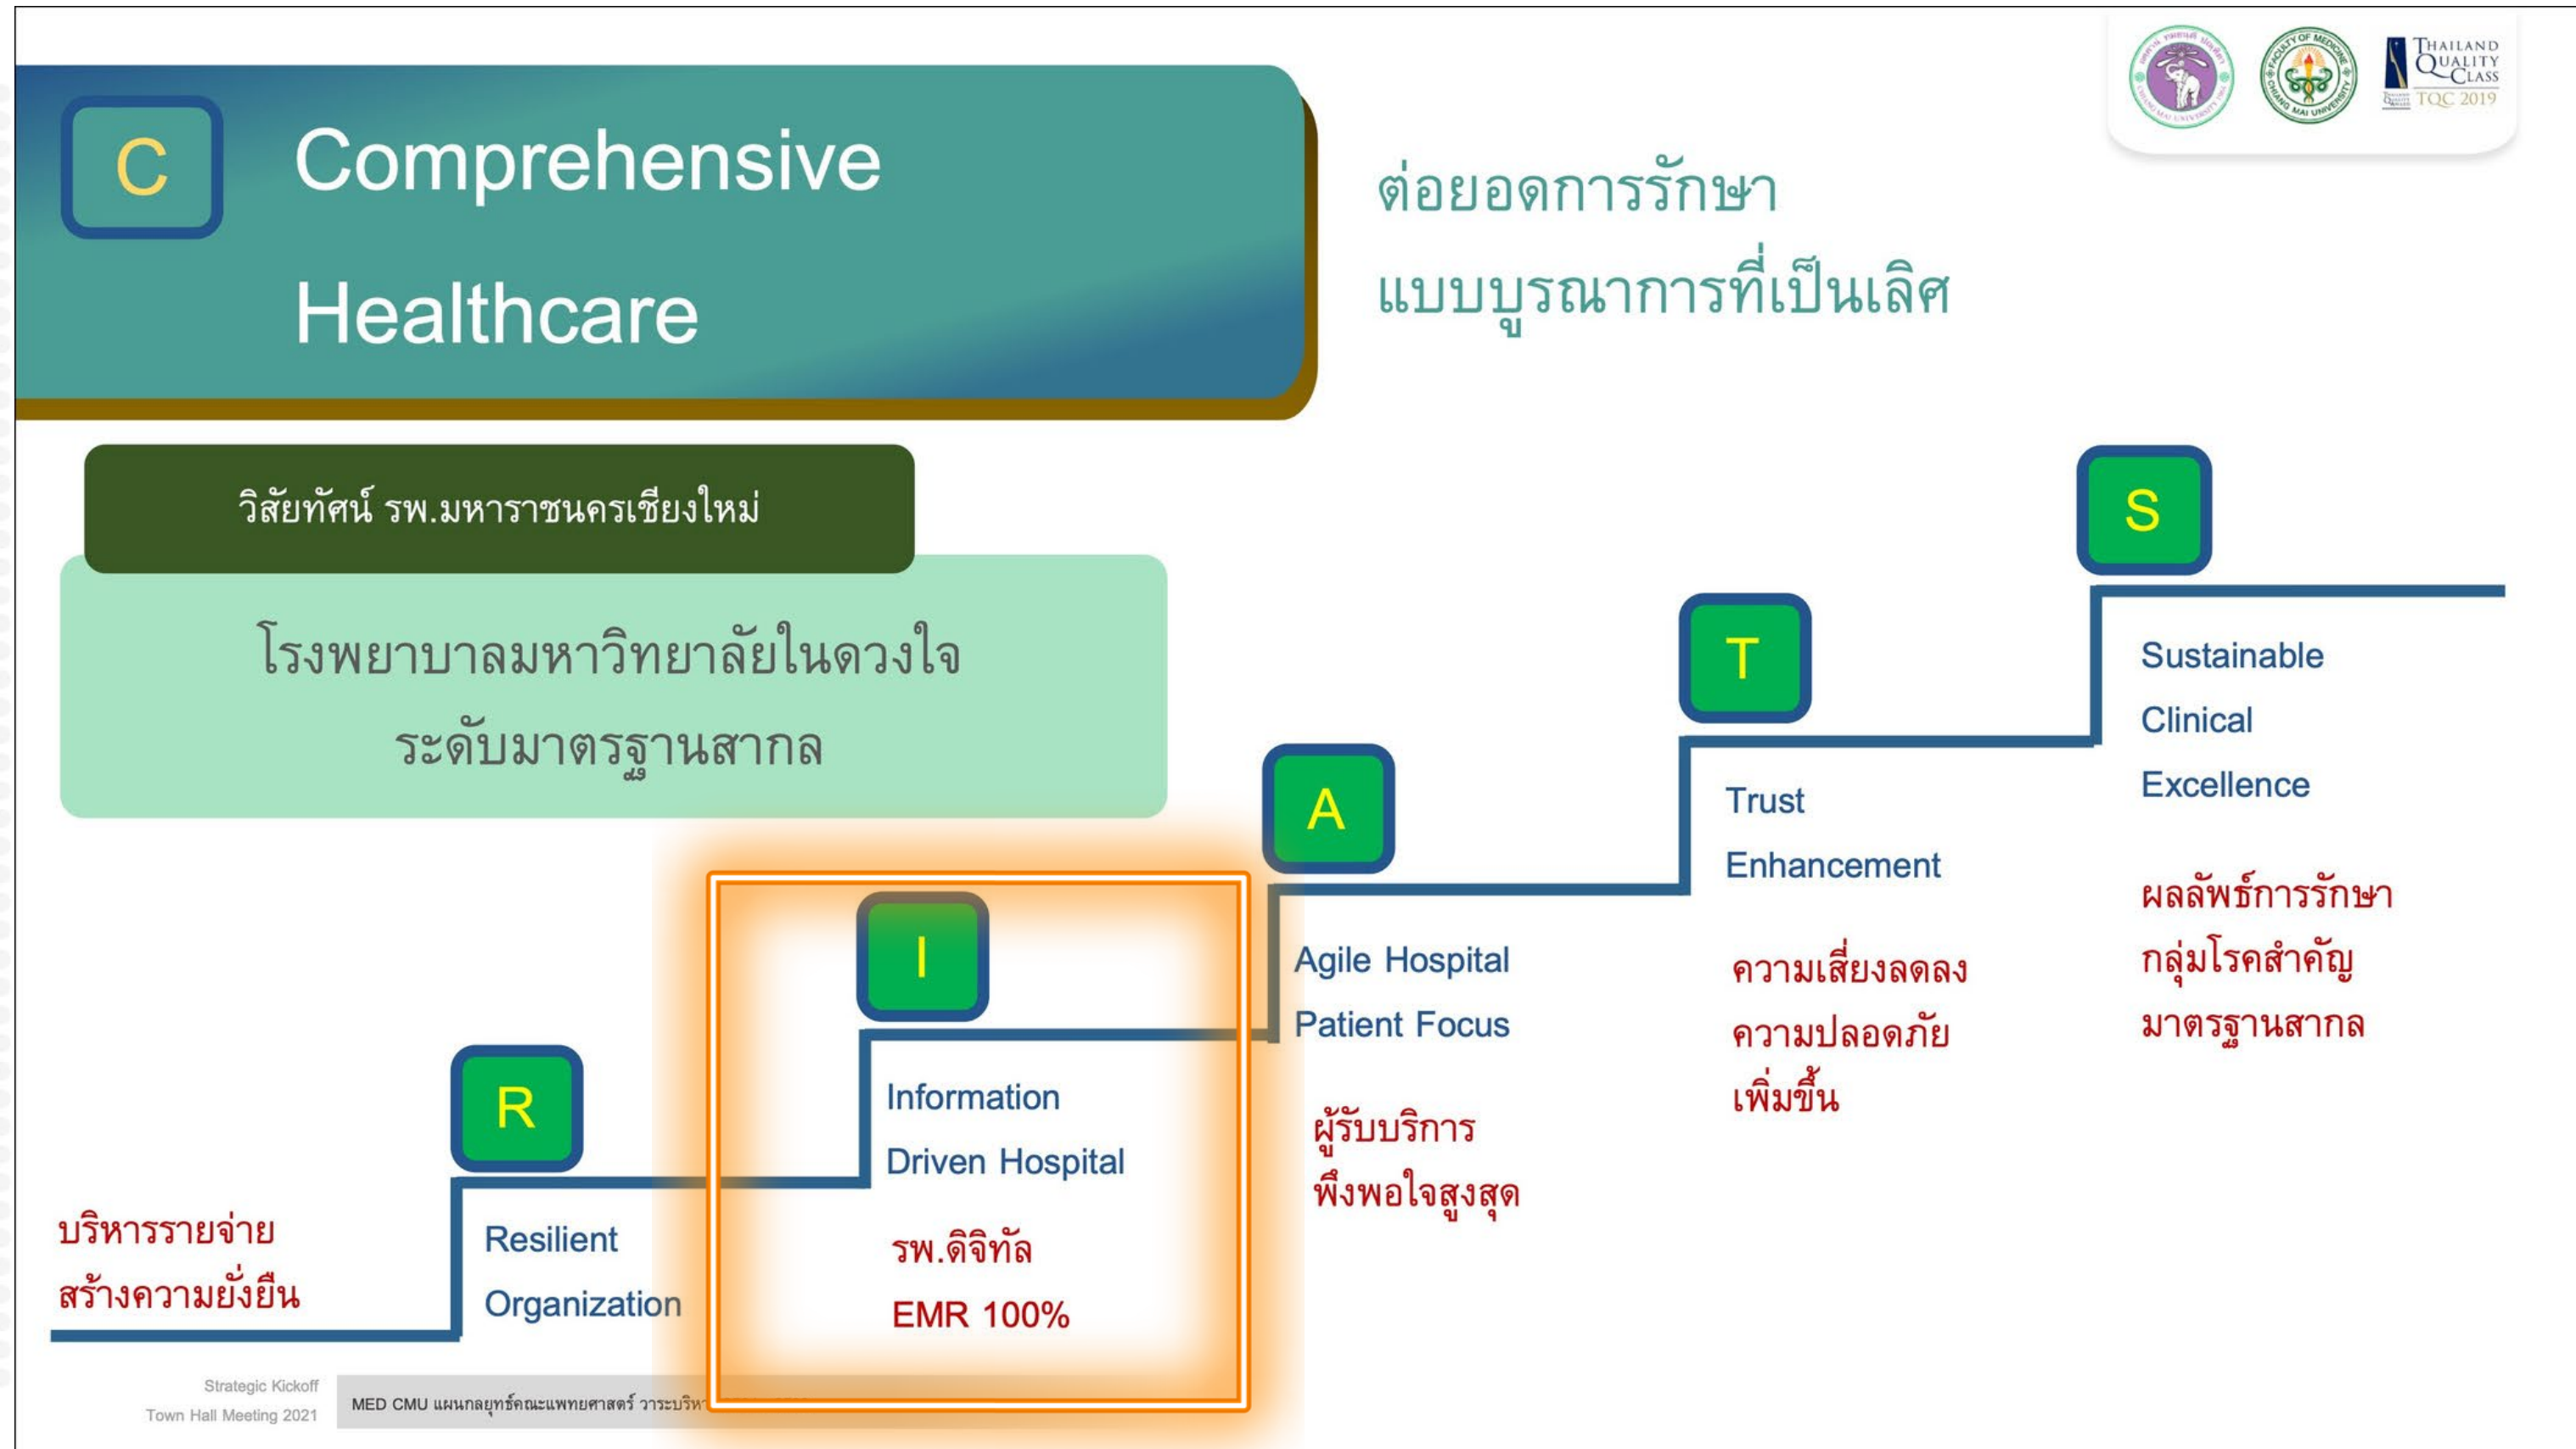 C
Comprehensive
Healthcare
ต่อยอดการรักษา
แบบบูรณาการที่เป็นเลิศ
CHIANG MAI UNIVERSITY 1964
FACULTY OF MEDICINE
CHIANG MAI UNIVERSITY
THAILAND
QUALITY
CLASS
TQC 2019
วิสัยทัศน์ รพ.มหาราชนครเชียงใหม่
โรงพยาบาลมหาวิทยาลัยในดวงใจ
ระดับมาตรฐานสากล
บริหารรายจ่าย
สร้างความยั่งยืน
R
Resilient
Organization
I
Information
Driven Hospital
รพ.ดิจิทัล
EMR 100%
A
Agile Hospital
Patient Focus
ผู้รับบริการ
พึงพอใจสูงสุด
T
Trust
Enhancement
ความเสี่ยงลดลง
ความปลอดภัย
เพิ่มขึ้น
S
Sustainable
Clinical
Excellence
ผลลัพธ์การรักษา
กลุ่มโรคสำคัญ
มาตรฐานสากล
Strategic Kickoff
Town Hall Meeting 2021
MED CMU แผนกลยุทธ์คณะแพทยศาสตร์ วาระบริหา